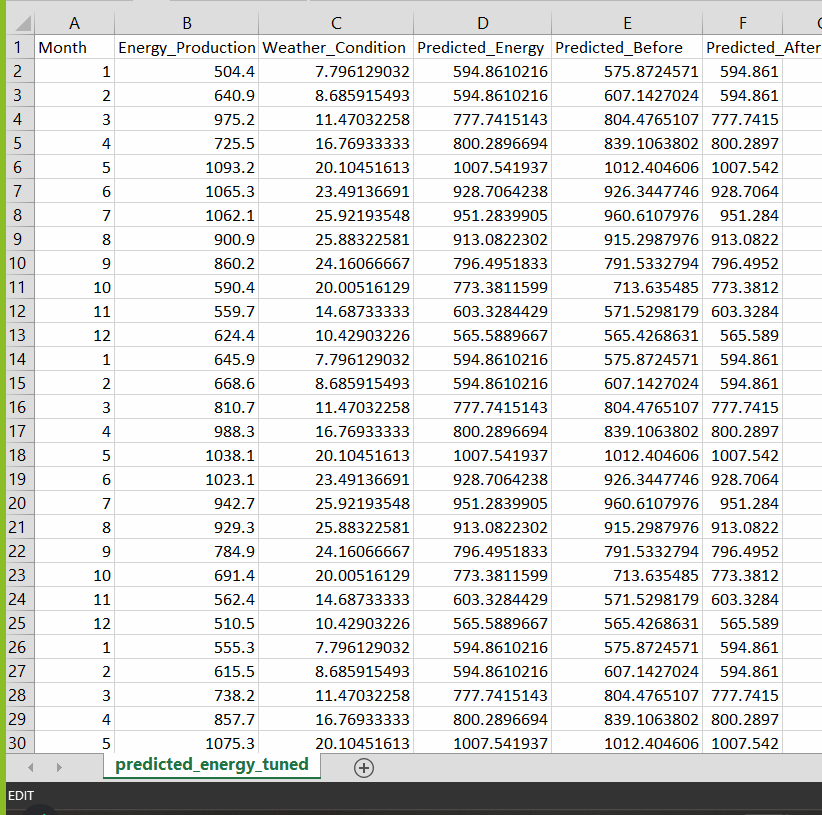 A B C D E F
1 Month Energy_Production Weather_Condition Predicted_Energy Predicted_Before Predicted_After
2 1 504.4 7.796129032 594.8610216 575.8724571 594.861
3 2 640.9 8.685915493 594.8610216 607.1427024 594.861
4 3 975.2 11.47032258 777.7415143 804.4765107 777.7415
5 4 725.5 16.76933333 800.2896694 839.1063802 800.2897
6 5 1093.2 20.10451613 1007.541937 1012.404606 1007.542
7 6 1065.3 23.49136691 928.7064238 926.3447746 928.7064
8 7 1062.1 25.92193548 951.2839905 960.6107976 951.284
9 8 900.9 25.88322581 913.0822302 915.2987976 913.0822
10 9 860.2 24.16066667 796.4951833 791.5332794 796.4952
11 10 590.4 20.00516129 773.3811599 713.635485 773.3812
12 11 559.7 14.68733333 603.3284429 571.5298179 603.3284
13 12 624.4 10.42903226 565.5889667 565.4268631 565.589
14 1 645.9 7.796129032 594.8610216 575.8724571 594.861
15 2 668.6 8.685915493 594.8610216 607.1427024 594.861
16 3 810.7 11.47032258 777.7415143 804.4765107 777.7415
17 4 988.3 16.76933333 800.2896694 839.1063802 800.2897
18 5 1038.1 20.10451613 1007.541937 1012.404606 1007.542
19 6 1023.1 23.49136691 928.7064238 926.3447746 928.7064
20 7 942.7 25.92193548 951.2839905 960.6107976 951.284
21 8 929.3 25.88322581 913.0822302 915.2987976 913.0822
22 9 784.9 24.16066667 796.4951833 791.5332794 796.4952
23 10 691.4 20.00516129 773.3811599 713.635485 773.3812
24 11 562.4 14.68733333 603.3284429 571.5298179 603.3284
25 12 510.5 10.42903226 565.5889667 565.4268631 565.589
26 1 555.3 7.796129032 594.8610216 575.8724571 594.861
27 2 615.5 8.685915493 594.8610216 607.1427024 594.861
28 3 738.2 11.47032258 777.7415143 804.4765107 777.7415
29 4 857.7 16.76933333 800.2896694 839.1063802 800.2897
30 5 1075.3 20.10451613 1007.541937 1012.404606 1007.542
predicted_energy_tuned
EDIT